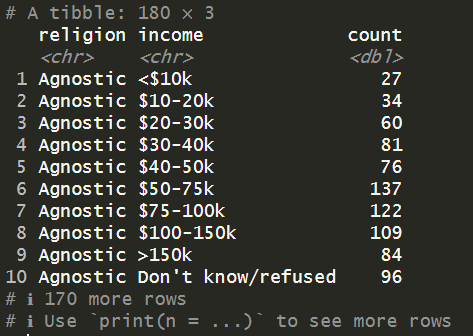 # A tibble: 180 × 3
religion income count
<chr> <chr> <dbl>
1 Agnostic <$10k 27
2 Agnostic $10-20k 34
3 Agnostic $20-30k 60
4 Agnostic $30-40k 81
5 Agnostic $40-50k 76
6 Agnostic $50-75k 137
7 Agnostic $75-100k 122
8 Agnostic $100-150k 109
9 Agnostic >150k 84
10 Agnostic Don't know/refused 96
# ℹ 170 more rows
# ℹ Use `print(n = ...)` to see more rows